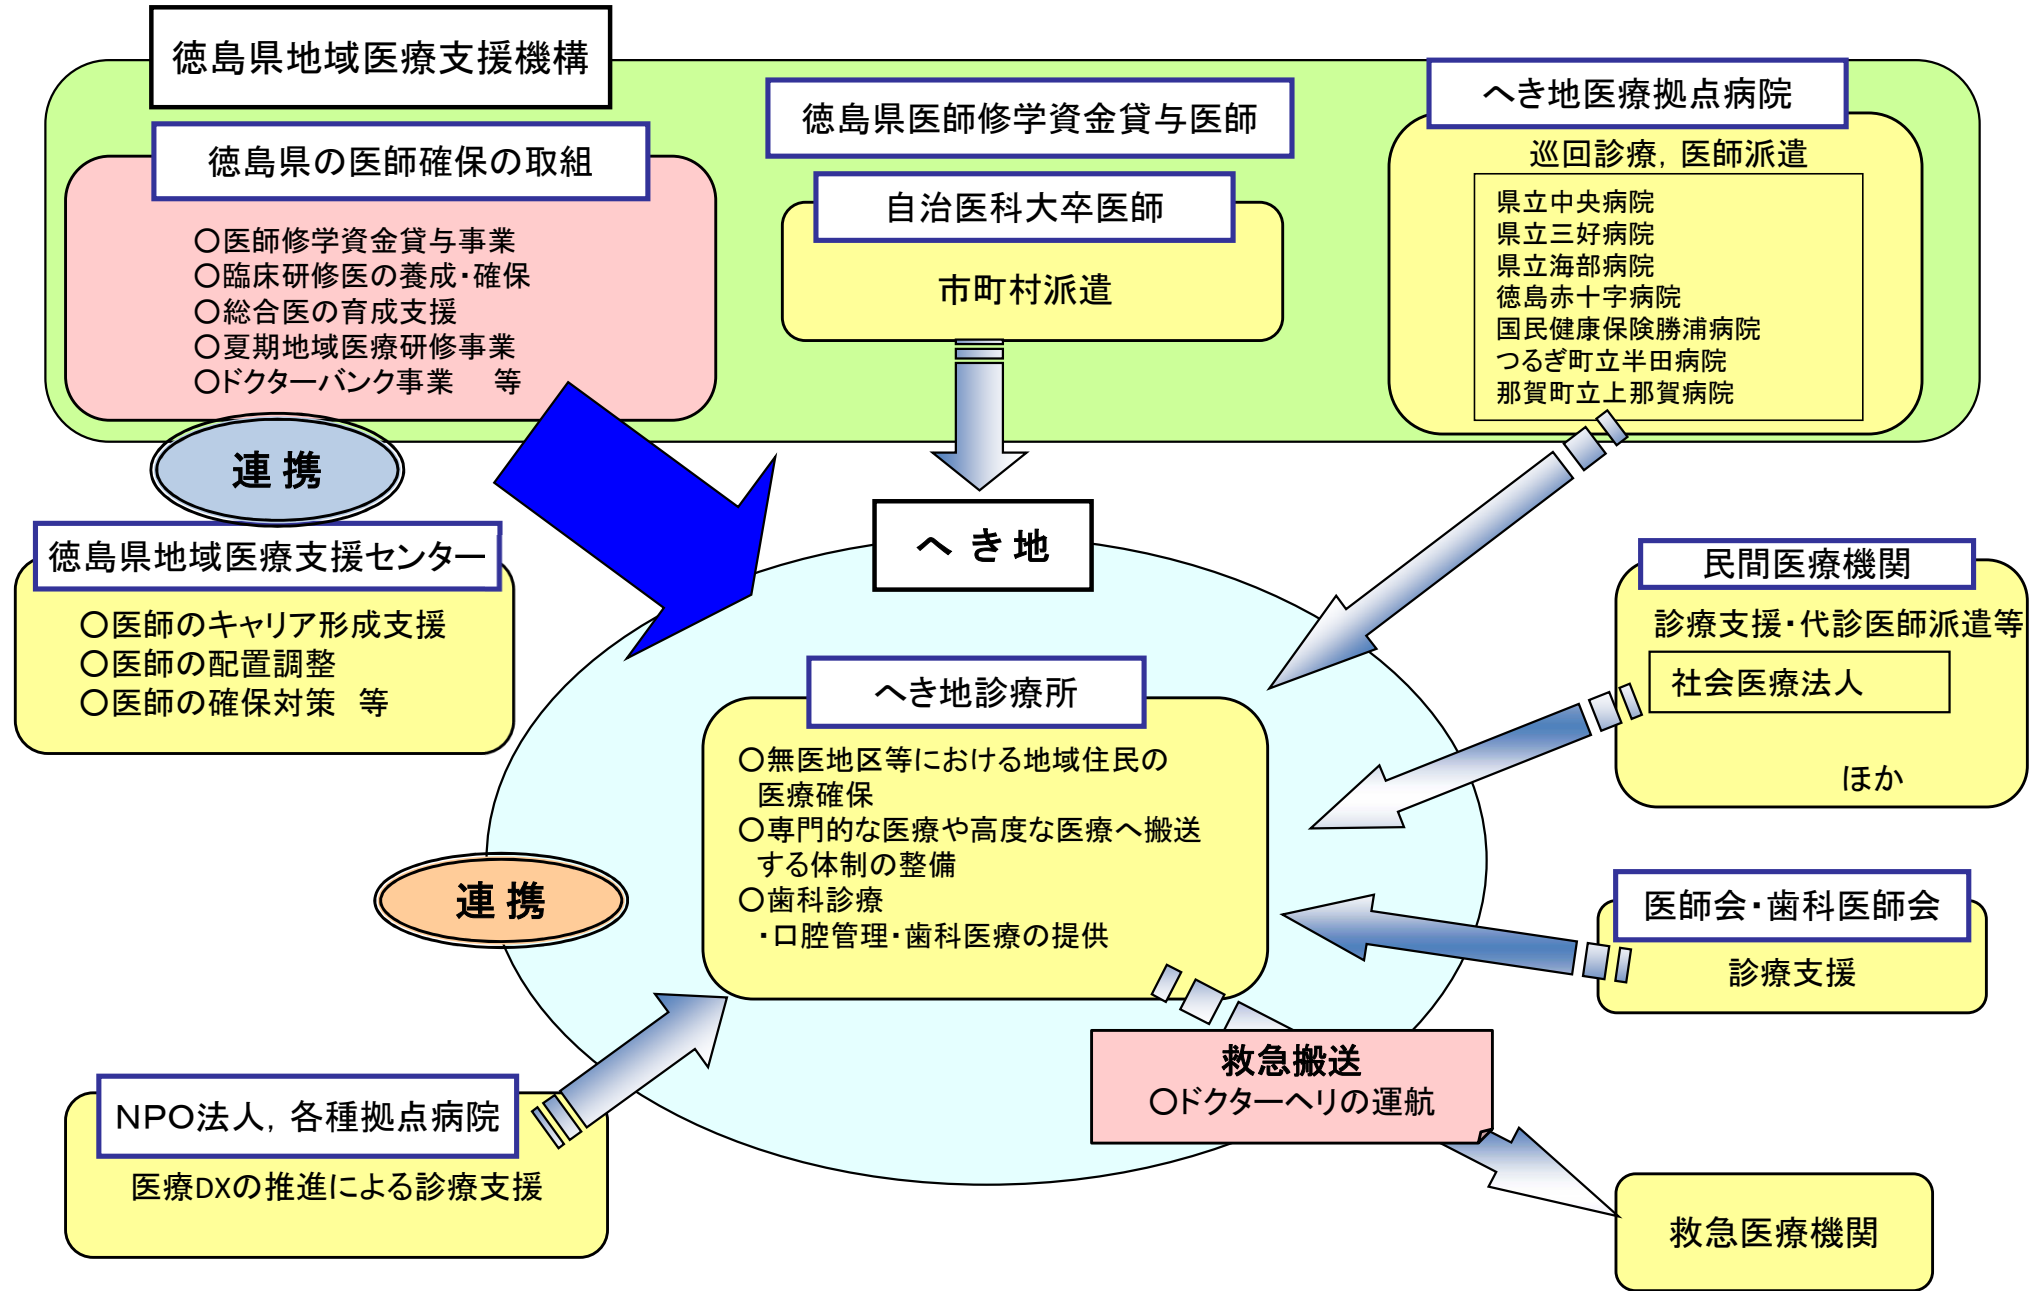 徳島県地域医療支援機構
徳島県の医師確保の取組
〇医師修学資金貸与事業
〇臨床研修医の養成・確保
〇総合医の育成支援
〇夏期地域医療研修事業
〇ドクターバンク事業　等
徳島県医師修学資金貸与医師
自治医科大卒医師
市町村派遣
へき地医療拠点病院
巡回診療，医師派遣
県立中央病院
県立三好病院
県立海部病院
徳島赤十字病院
国民健康保険勝浦病院
つるぎ町立半田病院
那賀町立上那賀病院
連 携
徳島県地域医療支援センター
〇医師のキャリア形成支援
〇医師の配置調整
〇医師の確保対策　等
へ き 地
へき地診療所
〇無医地区等における地域住民の
医療確保
〇専門的な医療や高度な医療へ搬送
する体制の整備
〇歯科診療
・口腔管理・歯科医療の提供
民間医療機関
診療支援・代診医師派遣等
社会医療法人
ほか
連 携
医師会・歯科医師会
診療支援
NPO法人，各種拠点病院
医療DXの推進による診療支援
救急搬送
〇ドクターヘリの運航
救急医療機関